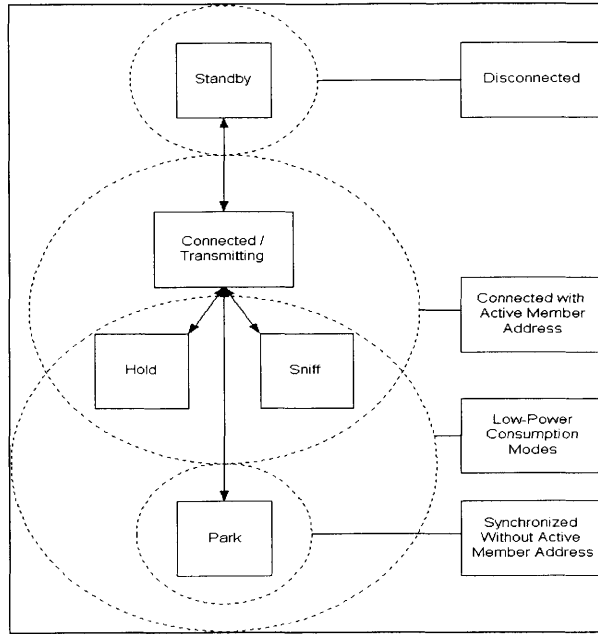 Standby
Disconnected
Connected /
Transmitting
Connected with
Active Member
Address
Hold
Sniff
Low-Power
Consumption
Modes
Park
Synchronized
Without Active
Member Address